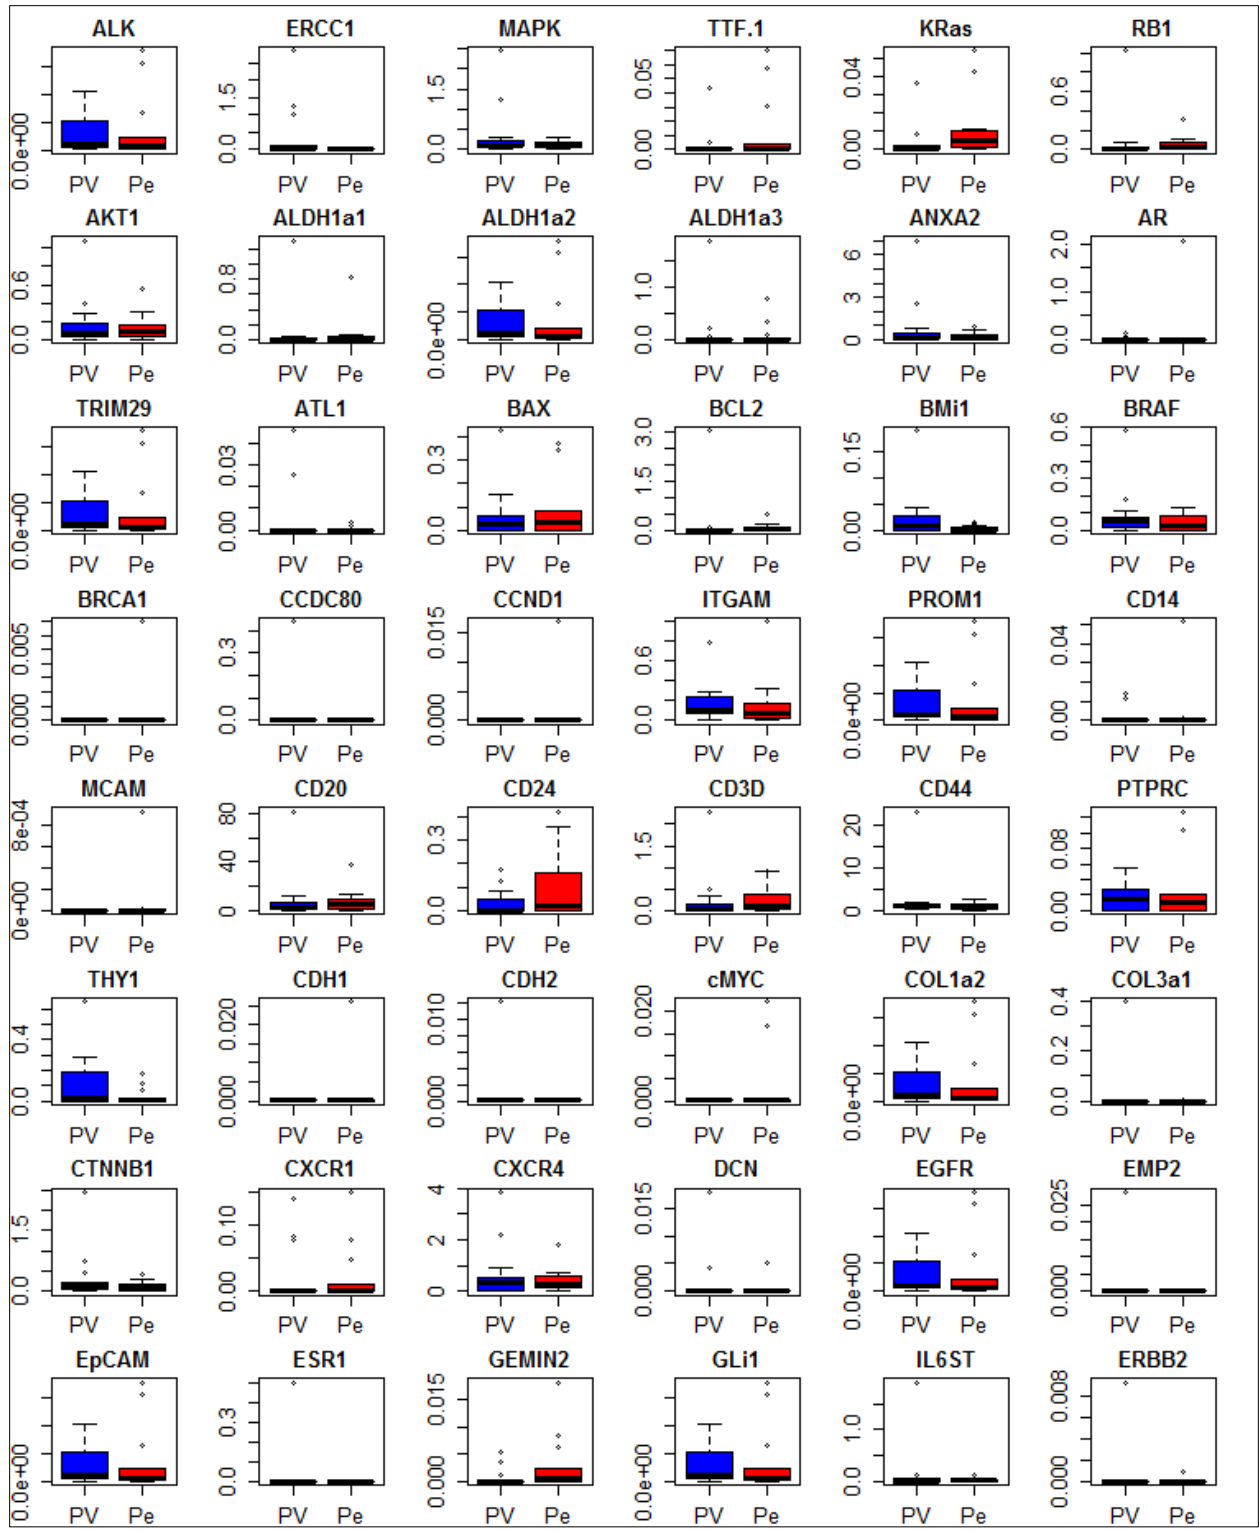 ALK ERCC1 MAPK TTF.1 KRas RB1
0.0e+00 0.0 1.5 0.0 1.5 0.00 0.05 0.00 0.04 0.0 0.6
PV Pe PV Pe PV Pe PV Pe PV Pe PV Pe
AKT1 ALDH1a1 ALDH1a2 ALDH1a3 ANXA2 AR
0.0 0.6 0.0 0.8 0.0e+00 0.0 1.0 0 3 6 0.0 1.0 2.0
PV Pe PV Pe PV Pe PV Pe PV Pe PV Pe
TRIM29 ATL1 BAX BCL2 BMi1 BRAF
0.0e+00 0.00 0.03 0.0 0.3 0.0 1.5 3.0 0.00 0.15 0.0 0.3 0.6
PV Pe PV Pe PV Pe PV Pe PV Pe PV Pe
BRCA1 CCDC80 CCND1 ITGAM PROM1 CD14
0.000 0.005 0.0 0.3 0.000 0.015 0.0 0.6 0.0e+00 0.00 0.04
PV Pe PV Pe PV Pe PV Pe PV Pe PV Pe
MCAM CD20 CD24 CD3D CD44 PTPRC
0e+00 8e-04 0 40 80 0.0 0.3 0.0 1.5 0 10 20 0.00 0.08
PV Pe PV Pe PV Pe PV Pe PV Pe PV Pe
THY1 CDH1 CDH2 cMYC COL1a2 COL3a1
0.0 0.4 0.000 0.020 0.000 0.010 0.000 0.020 0.0e+00 0.0 0.2 0.4
PV Pe PV Pe PV Pe PV Pe PV Pe PV Pe
CTNNB1 CXCR1 CXCR4 DCN EGFR EMP2
0.0 1.5 0.00 0.10 0 2 4 0.000 0.015 0.0e+00 0.000 0.025
PV Pe PV Pe PV Pe PV Pe PV Pe PV Pe
EpCAM ESR1 GEMIN2 GLi1 IL6ST ERBB2
0.0e+00 0.0 0.3 0.000 0.015 0.0e+00 0.0 1.0 0.000 0.008
PV Pe PV Pe PV Pe PV Pe PV Pe PV Pe